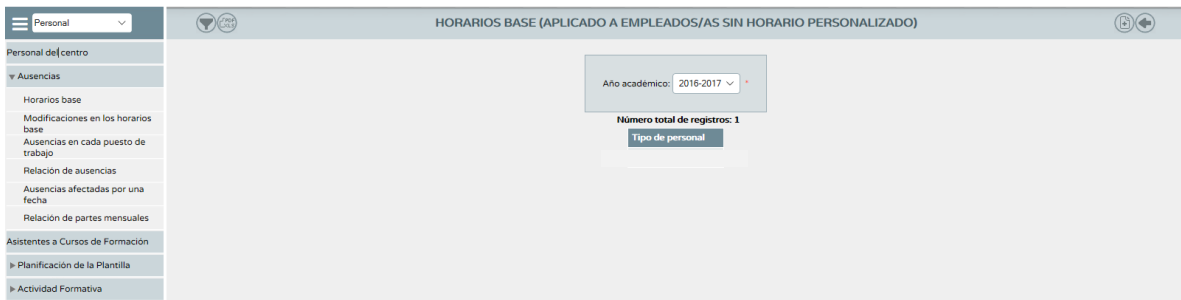 Personal
HORARIOS BASE (APLICADO A EMPLEADOS/AS SIN HORARIO PERSONALIZADO)
Personal del centro
Ausencias
Horarios base
Modificaciones en los horarios
base
Ausencias en cada puesto de
trabajo
Relación de ausencias
Ausencias afectadas por una
fecha
Relación de partes mensuales
Asistentes a Cursos de Formación
Planificación de la Plantilla
Actividad Formativa
Año académico: 2016-2017 *
Número total de registros: 1
Tipo de personal